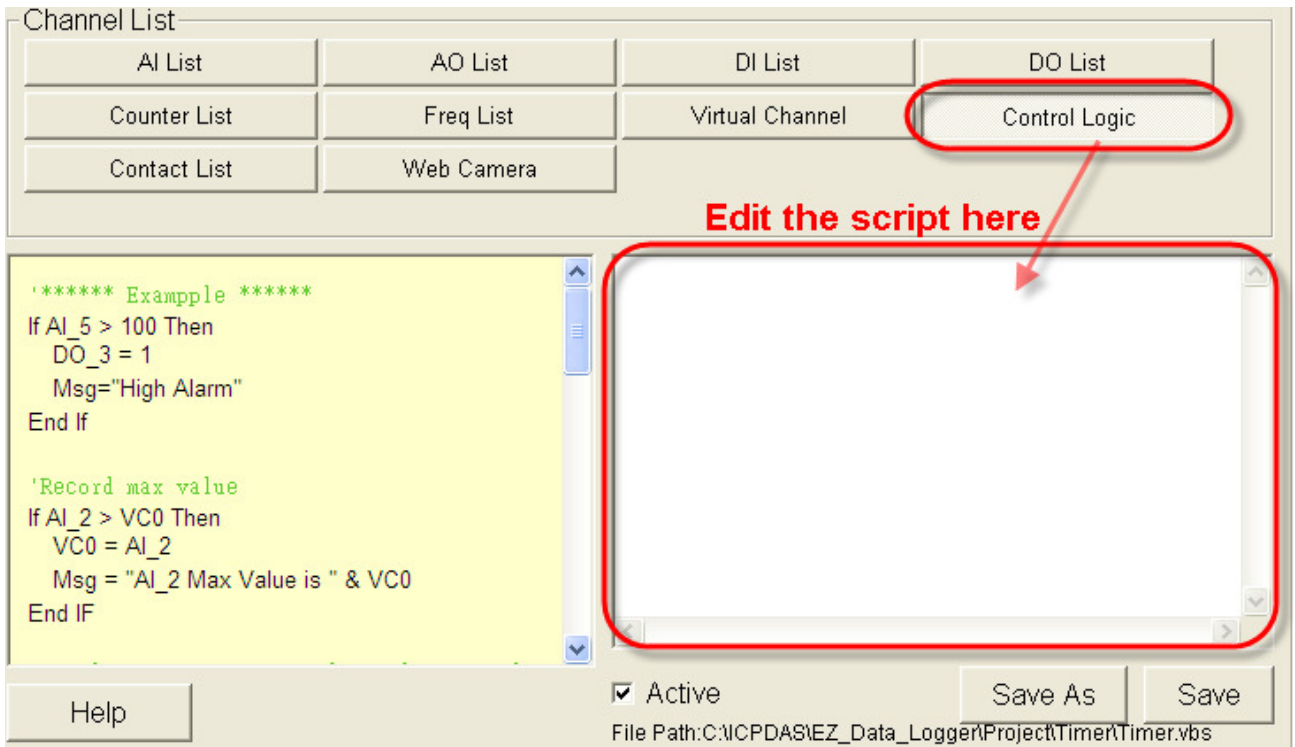 Channel List
AI List AO List DI List DO List
Counter List Freq List Virtual Channel Control Logic
Contact List Web Camera
Edit the script here
'****** Exampple ******
If AI_5 > 100 Then
DO_3 = 1
Msg="High Alarm"
End If
'Record max value
If AI_2 > VC0 Then
VC0 = AI_2
Msg = "AI_2 Max Value is " & VC0
End IF
Help
Active
Save As Save
File Path:C:\ICPDAS\EZ_Data_Logger\Project\Timer\Timer.vbs